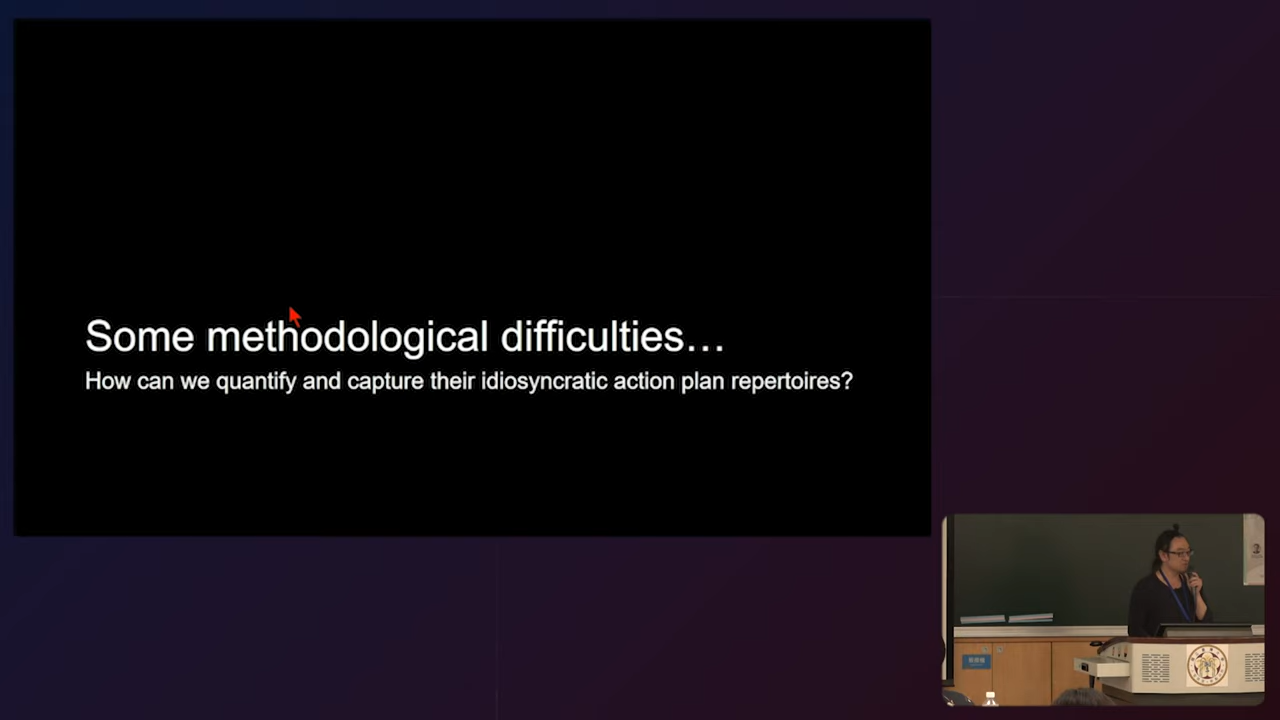 Some methodological difficulties…
How can we quantify and capture their idiosyncratic action plan repertoires?